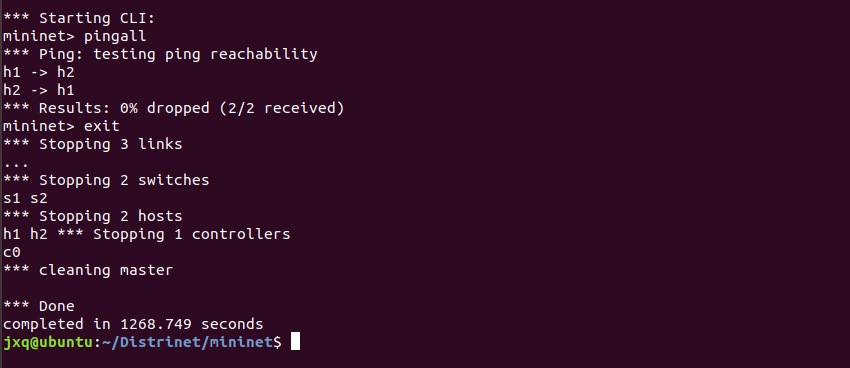 *** Starting CLI:
mininet> pingall
*** Ping: testing ping reachability
h1 -> h2
h2 -> h1
*** Results: 0% dropped (2/2 received)
mininet> exit
*** Stopping 3 links
...
*** Stopping 2 switches
s1 s2
*** Stopping 2 hosts
h1 h2 *** Stopping 1 controllers
c0
*** cleaning master
*** Done
completed in 1268.749 seconds
jxq@ubuntu:~/Distrinet/mininet$